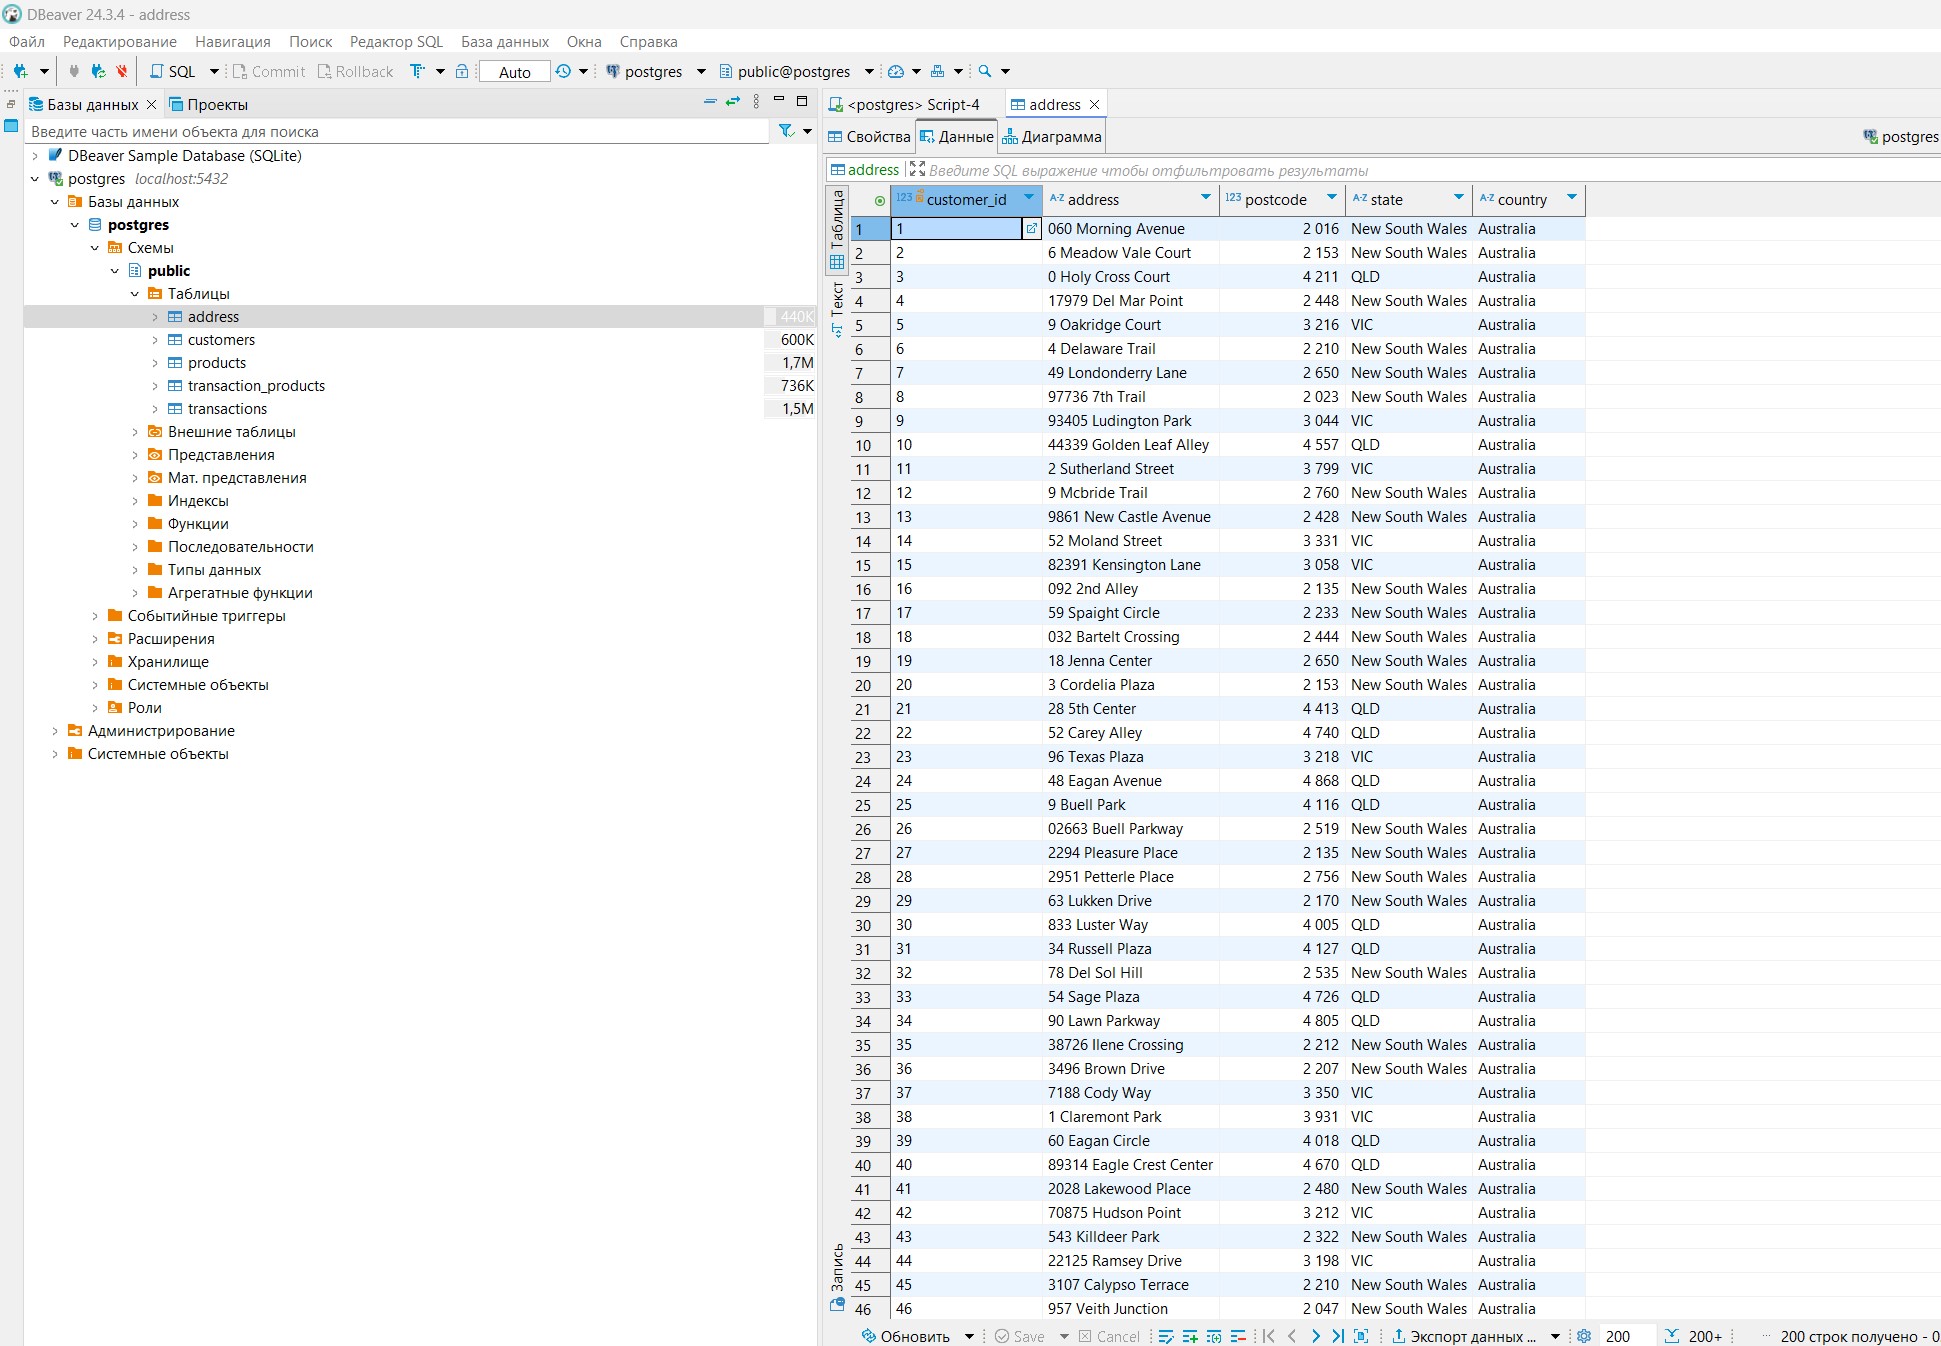 DBeaver 24.3.4 - address
Файл Редактирование Навигация Поиск Редактор SQL База данных Окна Справка
SQL Commit Rollback Auto postgres public@postgres
Базы данных Проекты
Введите часть имени объекта для поиска
DBeaver Sample Database (SQLite)
postgres localhost:5432
Базы данных
postgres
Схемы
public
Таблицы
address 440K
customers 600K
products 1,7M
transaction_products 736K
transactions 1,5M
Внешние таблицы
Представления
Мат. представления
Индексы
Функции
Последовательности
Типы данных
Агрегатные функции
Событийные триггеры
Расширения
Хранилище
Системные объекты
Роли
Администрирование
Системные объекты
<postgres> Script-4 address
Свойства Данные Диаграмма postgres
address Введите SQL выражение чтобы отфильтровать результаты
Таблица
Текст
Запись
123 customer_id A-Z address 123 postcode A-Z state A-Z country
1 1 060 Morning Avenue 2 016 New South Wales Australia
2 2 6 Meadow Vale Court 2 153 New South Wales Australia
3 3 0 Holy Cross Court 4 211 QLD Australia
4 4 17979 Del Mar Point 2 448 New South Wales Australia
5 5 9 Oakridge Court 3 216 VIC Australia
6 6 4 Delaware Trail 2 210 New South Wales Australia
7 7 49 Londonderry Lane 2 650 New South Wales Australia
8 8 97736 7th Trail 2 023 New South Wales Australia
9 9 93405 Ludington Park 3 044 VIC Australia
10 10 44339 Golden Leaf Alley 4 557 QLD Australia
11 11 2 Sutherland Street 3 799 VIC Australia
12 12 9 Mcbride Trail 2 760 New South Wales Australia
13 13 9861 New Castle Avenue 2 428 New South Wales Australia
14 14 52 Moland Street 3 331 VIC Australia
15 15 82391 Kensington Lane 3 058 VIC Australia
16 16 092 2nd Alley 2 135 New South Wales Australia
17 17 59 Spaight Circle 2 233 New South Wales Australia
18 18 032 Bartelt Crossing 2 444 New South Wales Australia
19 19 18 Jenna Center 2 650 New South Wales Australia
20 20 3 Cordelia Plaza 2 153 New South Wales Australia
21 21 28 5th Center 4 413 QLD Australia
22 22 52 Carey Alley 4 740 QLD Australia
23 23 96 Texas Plaza 3 218 VIC Australia
24 24 48 Eagan Avenue 4 868 QLD Australia
25 25 9 Buell Park 4 116 QLD Australia
26 26 02663 Buell Parkway 2 519 New South Wales Australia
27 27 2294 Pleasure Place 2 135 New South Wales Australia
28 28 2951 Petterle Place 2 756 New South Wales Australia
29 29 63 Lukken Drive 2 170 New South Wales Australia
30 30 833 Luster Way 4 005 QLD Australia
31 31 34 Russell Plaza 4 127 QLD Australia
32 32 78 Del Sol Hill 2 535 New South Wales Australia
33 33 54 Sage Plaza 4 726 QLD Australia
34 34 90 Lawn Parkway 4 805 QLD Australia
35 35 38726 Ilene Crossing 2 212 New South Wales Australia
36 36 3496 Brown Drive 2 207 New South Wales Australia
37 37 7188 Cody Way 3 350 VIC Australia
38 38 1 Claremont Park 3 931 VIC Australia
39 39 60 Eagan Circle 4 018 QLD Australia
40 40 89314 Eagle Crest Center 4 670 QLD Australia
41 41 2028 Lakewood Place 2 480 New South Wales Australia
42 42 70875 Hudson Point 3 212 VIC Australia
43 43 543 Killdeer Park 2 322 New South Wales Australia
44 44 22125 Ramsey Drive 3 198 VIC Australia
45 45 3107 Calypso Terrace 2 210 New South Wales Australia
46 46 957 Veith Junction 2 047 New South Wales Australia
Обновить Save Cancel Экспорт данных ... 200 200+ 200 строк получено - 0